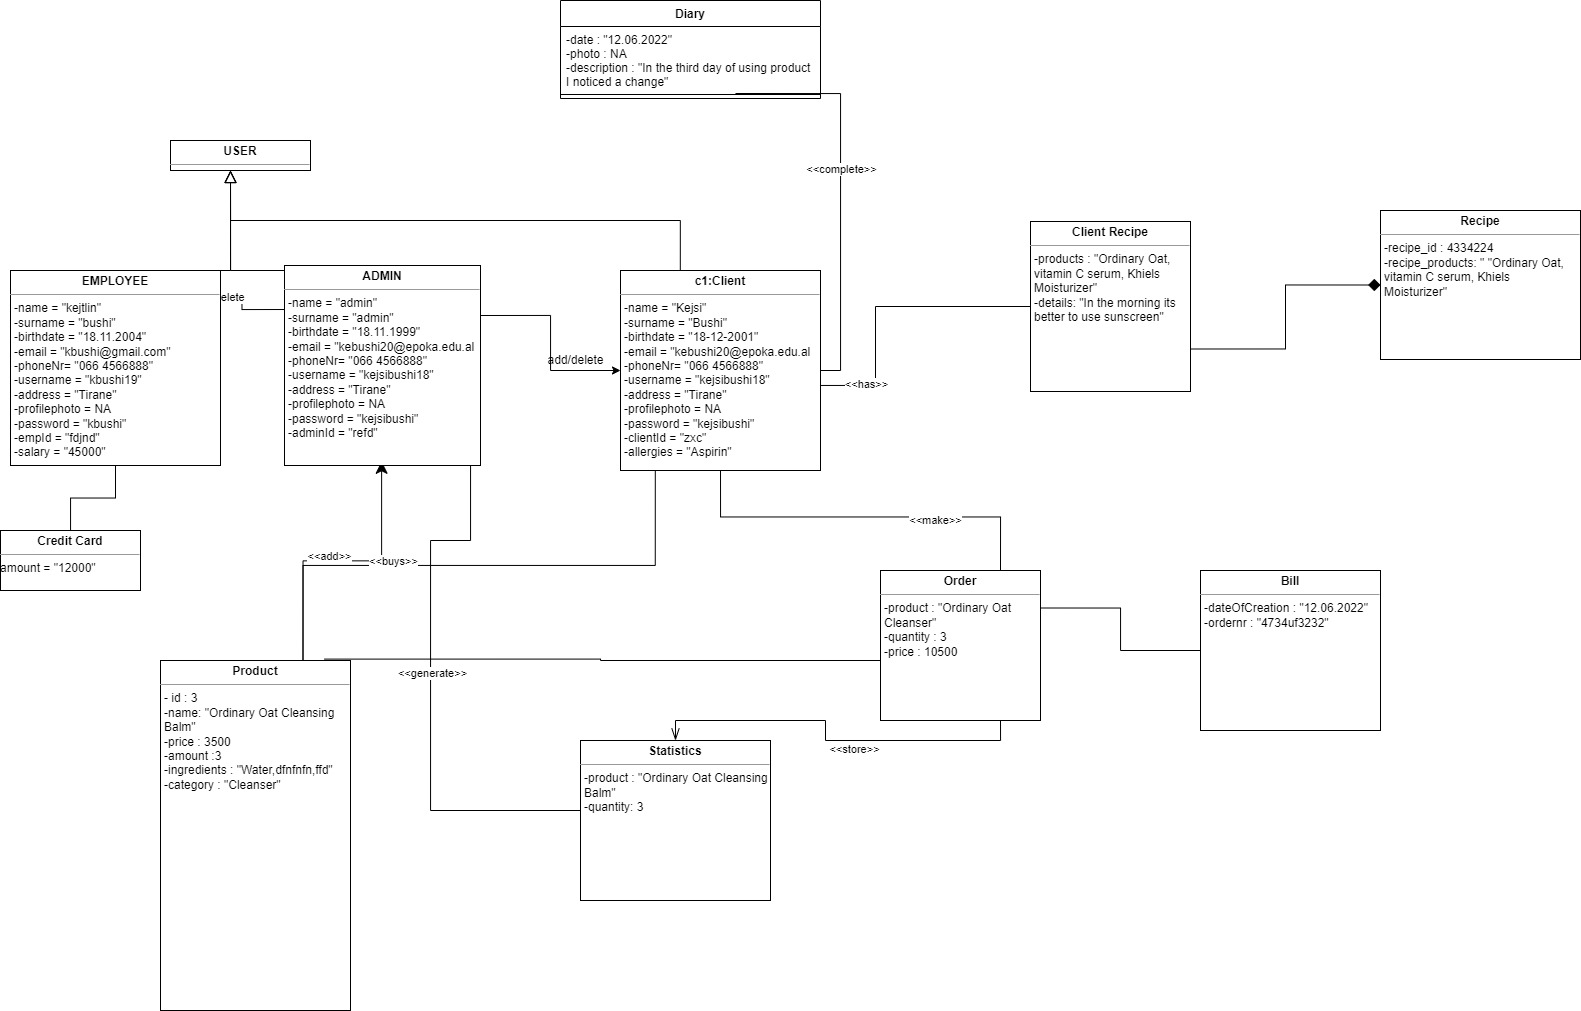 Diary
-date : "12.06.2022"
-photo : NA
-description : "In the third day of using product
I noticed a change"
<<complete>>
USER
EMPLOYEE
-name = "kejtlin"
-surname = "bushi"
-birthdate = "18.11.2004"
-email = "kbushi@gmail.com"
-phoneNr= "066 4566888"
-username = "kbushi19"
-address = "Tirane"
-profilephoto = NA
-password = "kbushi"
-empId = "fdjnd"
-salary = "45000"
elete
ADMIN
-name = "admin"
-surname = "admin"
-birthdate = "18.11.1999"
-email = "kebushi20@epoka.edu.al
-phoneNr= "066 4566888"
-username = "kejsibushi18"
-address = "Tirane"
-profilephoto = NA
-password = "kejsibushi"
-adminId = "refd"
add/delete
c1:Client
-name = "Kejsi"
-surname = "Bushi"
-birthdate = "18-12-2001"
-email = "kebushi20@epoka.edu.al
-phoneNr= "066 4566888"
-username = "kejsibushi18"
-address = "Tirane"
-profilephoto = NA
-password = "kejsibushi"
-clientId = "zxc"
-allergies = "Aspirin"
<<has>>
Client Recipe
-products : "Ordinary Oat,
vitamin C serum, Khiels
Moisturizer"
-details: "In the morning its
better to use sunscreen"
Recipe
-recipe_id : 4334224
-recipe_products: " "Ordinary Oat,
vitamin C serum, Khiels
Moisturizer"
Credit Card
amount = "12000"
<<add>>
<<buys>>
<<make>>
<<generate>>
Order
-product : "Ordinary Oat
Cleanser"
-quantity : 3
-price : 10500
Bill
-dateOfCreation : "12.06.2022"
-ordernr : "4734uf3232"
Product
- id : 3
-name: "Ordinary Oat Cleansing
Balm"
-price : 3500
-amount :3
-ingredients : "Water,dfnfnfn,ffd"
-category : "Cleanser"
<<store>>
Statistics
-product : "Ordinary Oat Cleansing
Balm"
-quantity: 3